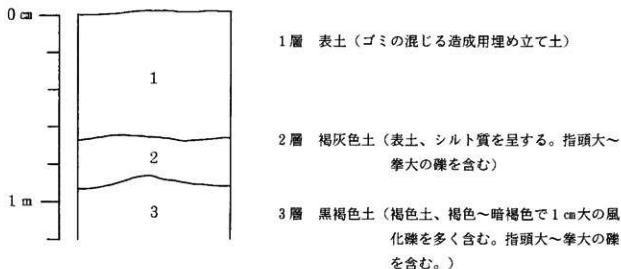 0 cm
1層 表土(ゴミの混じる造成用埋め立て土)
1
2層 褐灰色土(表土、シルト質を呈する。指頭大~
拳大の礫を含む)
2
1 m
3
3層 黒褐色土(褐色土、褐色~暗褐色で1cm大の風
化礫を多く含む。指頭大~拳大の礫
を含む。)